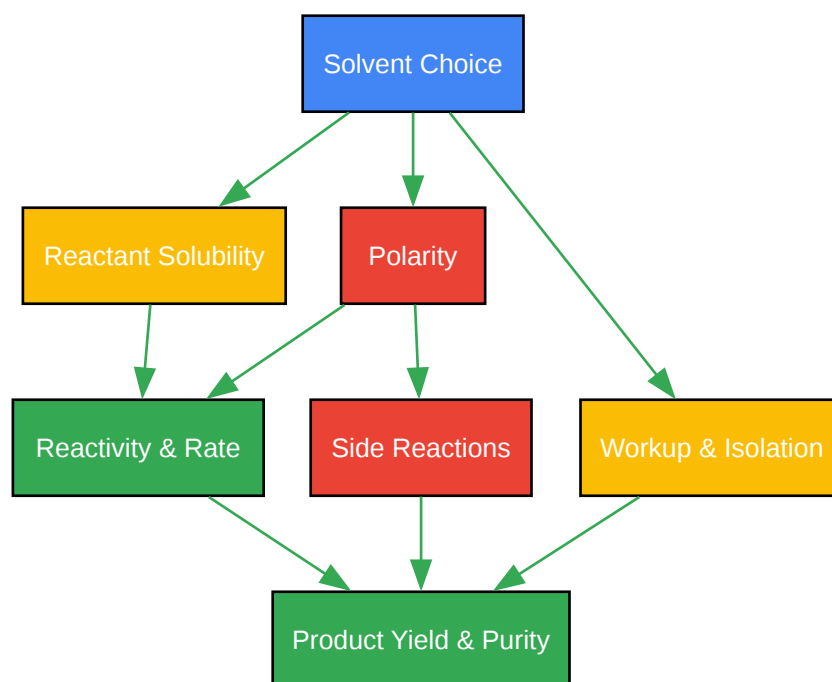 Solvent Choice
Reactant Solubility
Polarity
Reactivity & Rate
Side Reactions
Workup & Isolation
Product Yield & Purity